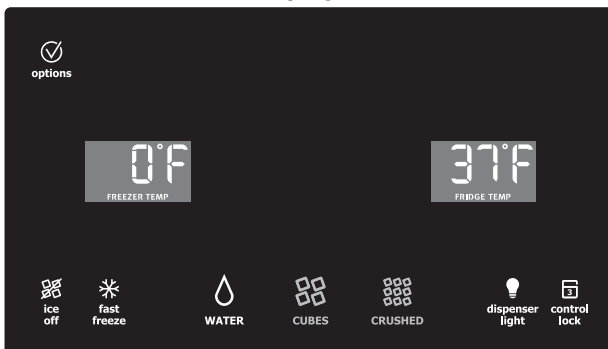 options
0°F
FREEZER TEMP
37°F
FRIDGE TEMP
ice
off
fast
freeze
WATER
CUBES
CRUSHED
dispenser
light
3
control
lock